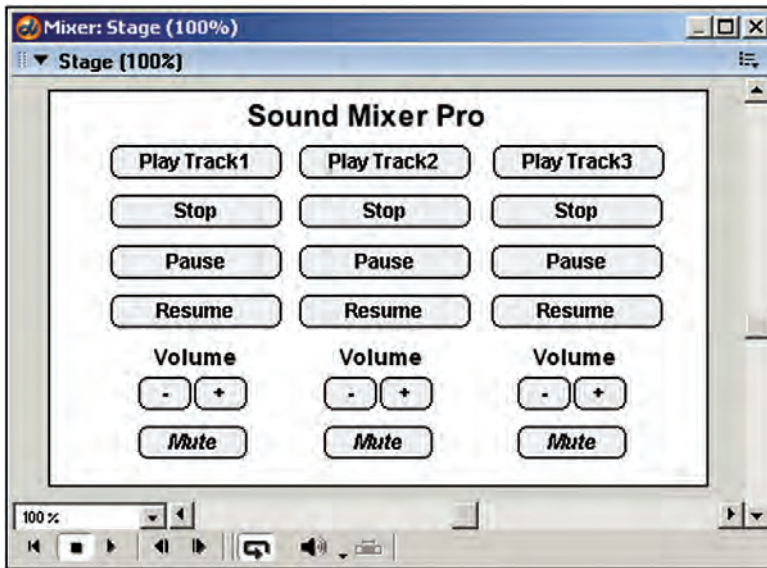 Mixer: Stage (100%)
Stage (100%)
Sound Mixer Pro
Play Track1 Play Track2 Play Track3
Stop Stop Stop
Pause Pause Pause
Resume Resume Resume
Volume Volume Volume
- + - + - +
Mute Mute Mute
100%